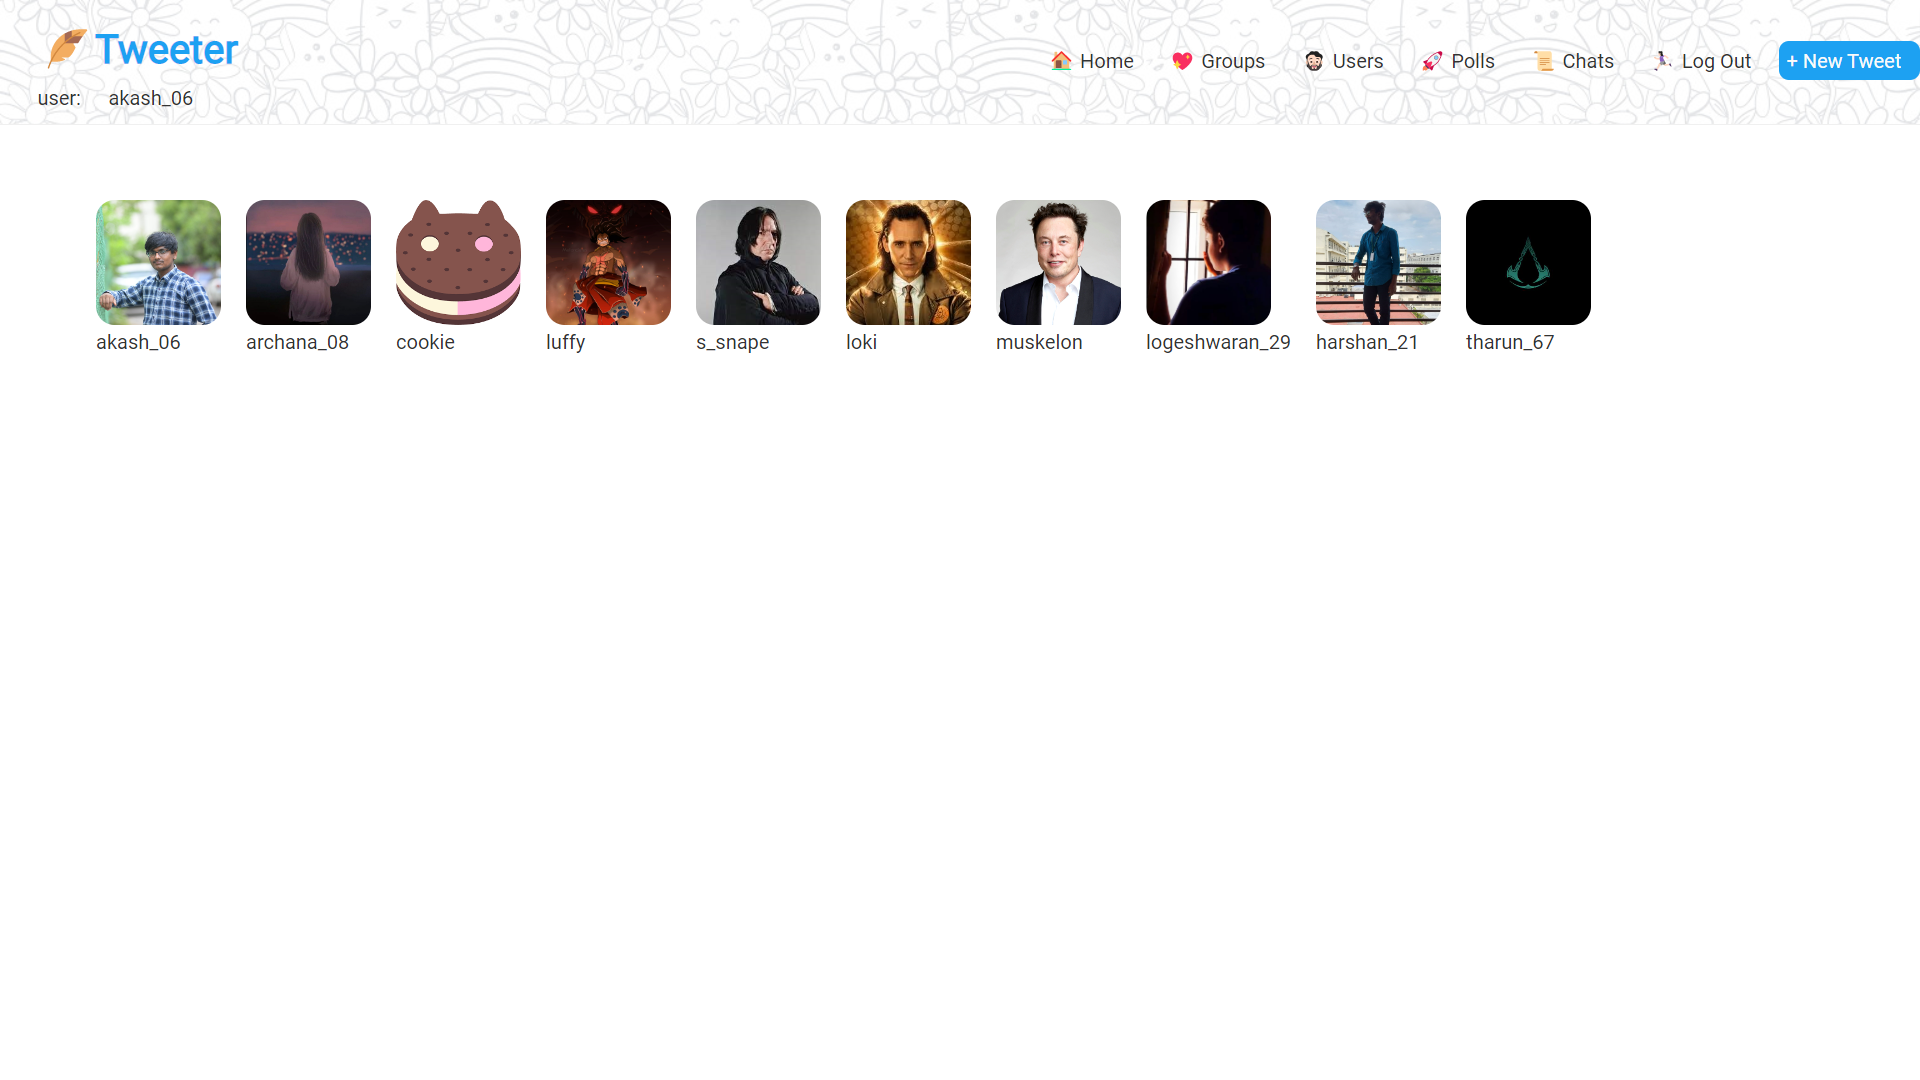 Tweeter
Home Groups Users Polls Chats Log Out + New Tweet
user: akash_06
akash_06 archana_08 cookie luffy s_snape loki muskelon logeshwaran_29 harshan_21 tharun_67